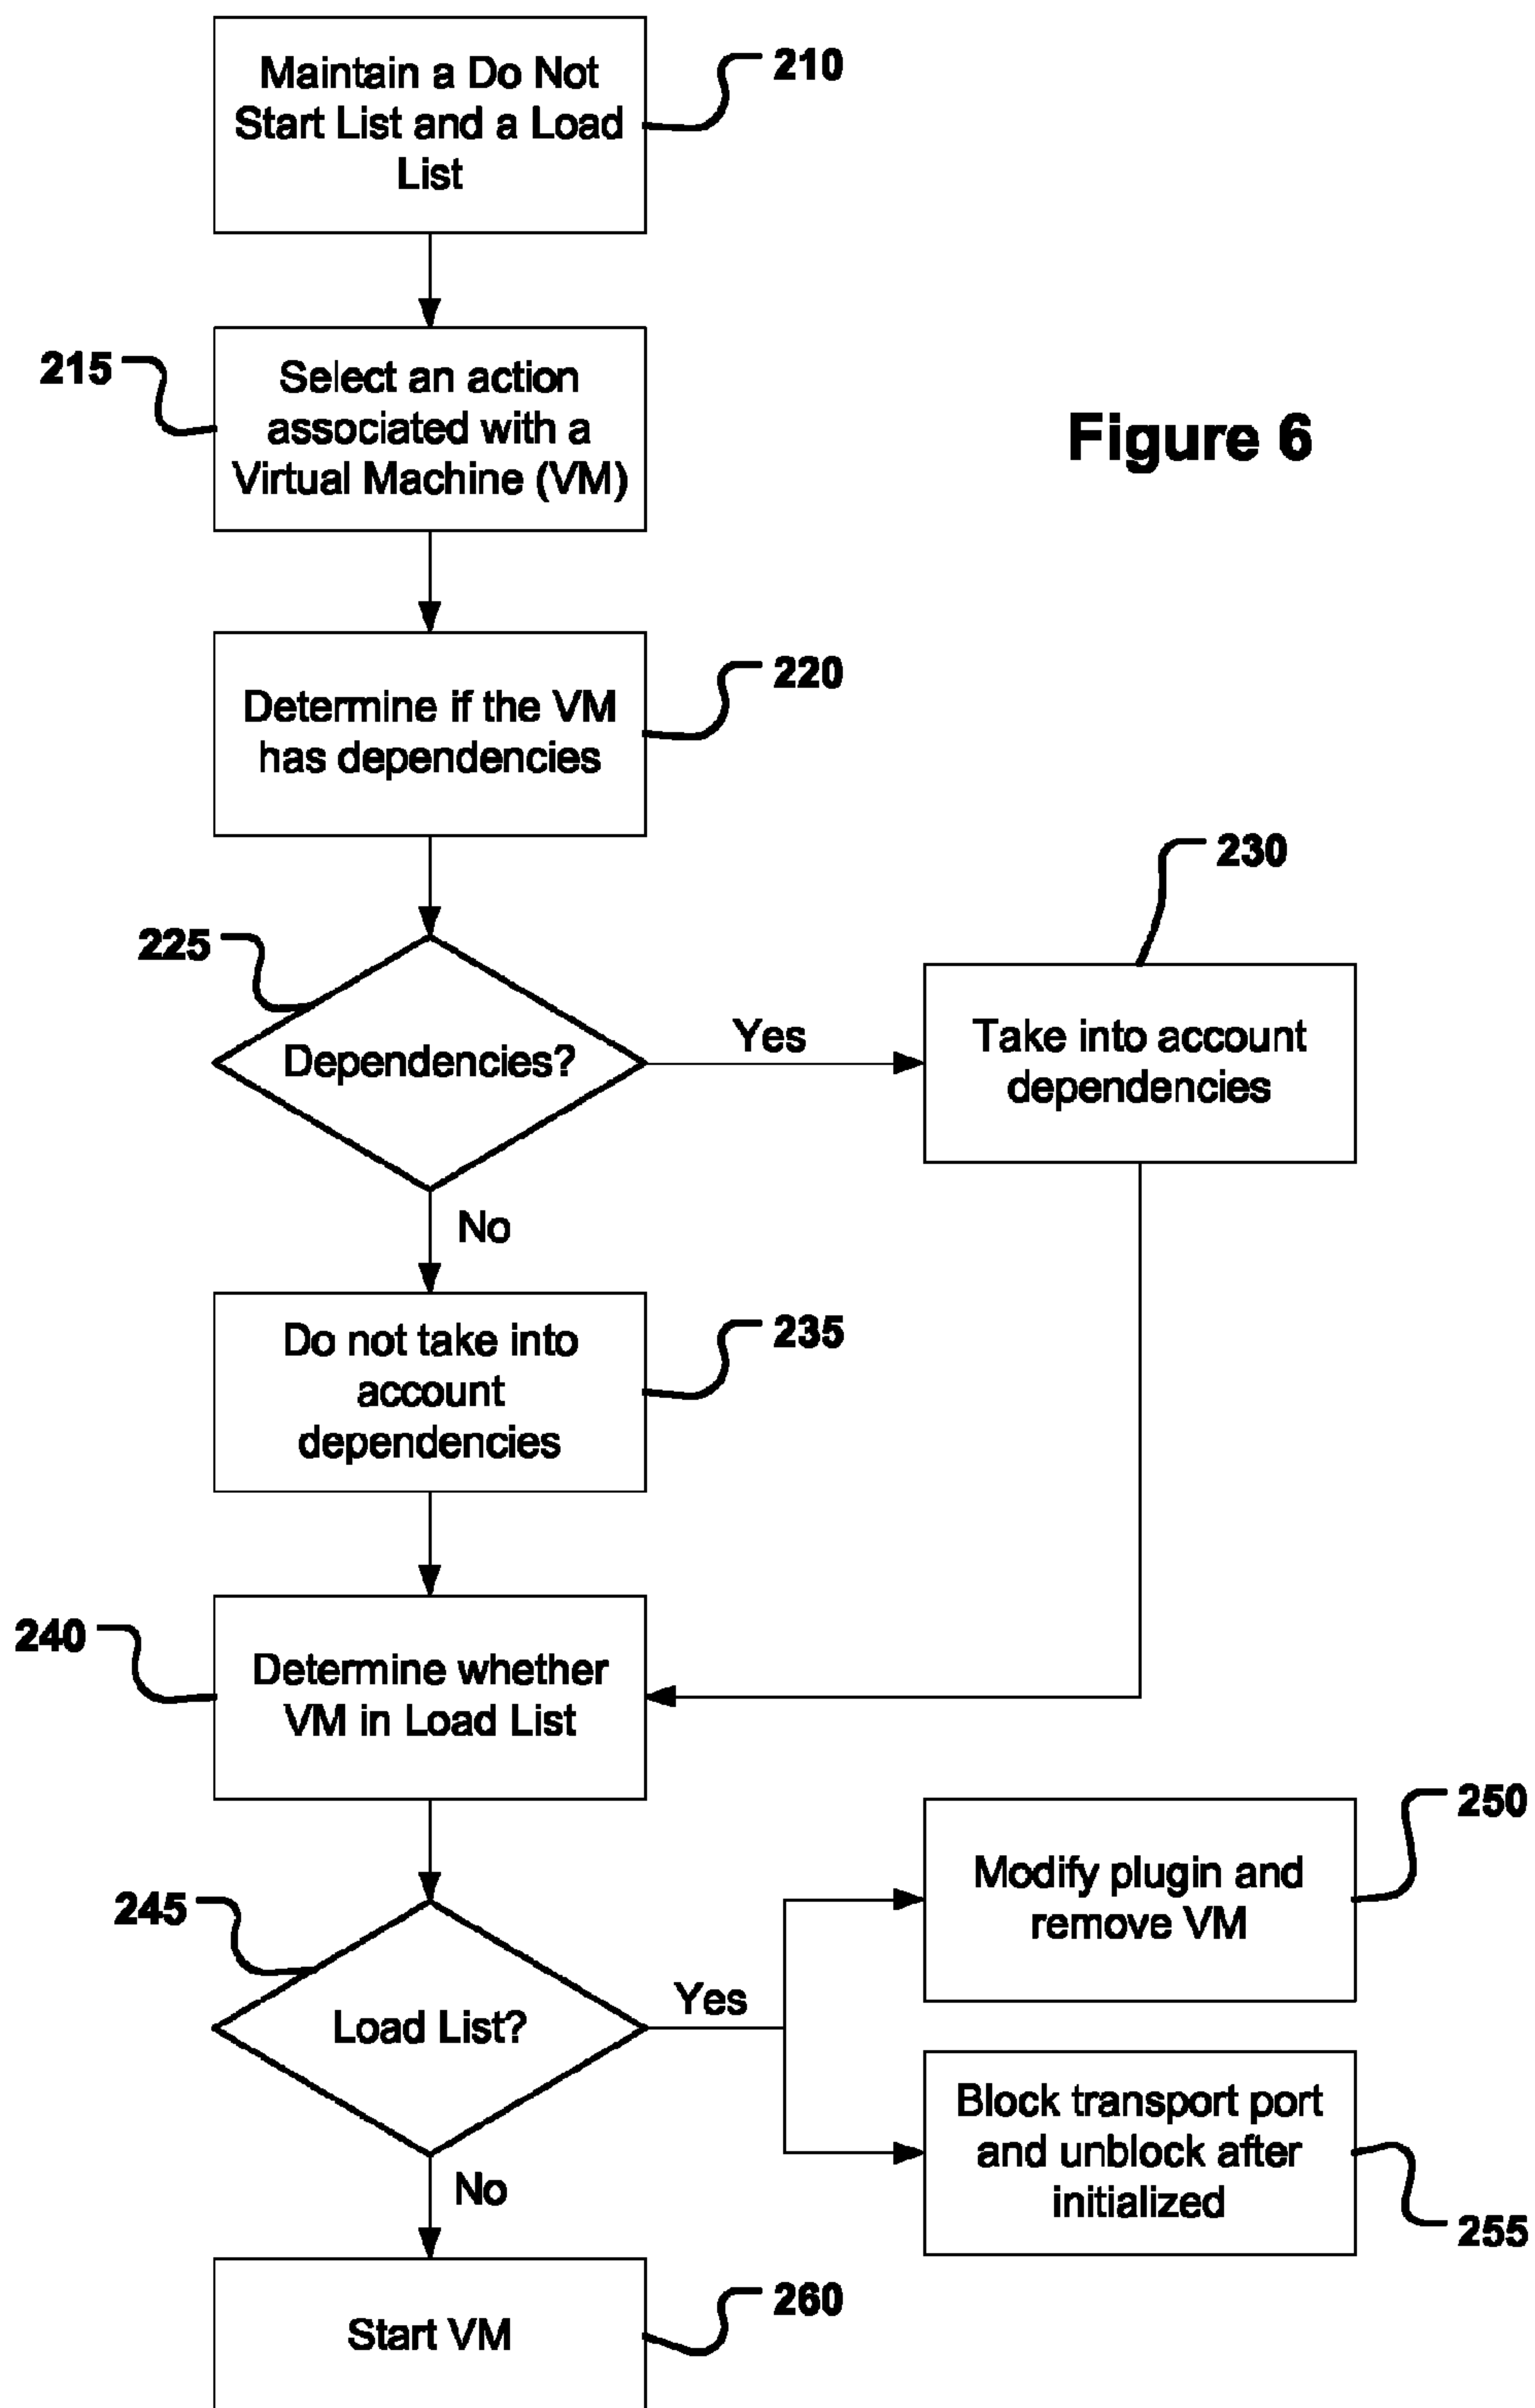 Maintain a Do Not
Start List and a Load
List
210
215
Select an action
associated with a
Virtual Machine (VM)
Figure 6
Determine if the VM
has dependencies
220
225
Dependencies?
Yes
230
Take into account
dependencies
No
Do not take into
account
dependencies
235
240
Determine whether
VM in Load List
245
Load List?
Yes
Modify plugin and
remove VM
250
Block transport port
and unblock after
initialized
255
No
Start VM
260